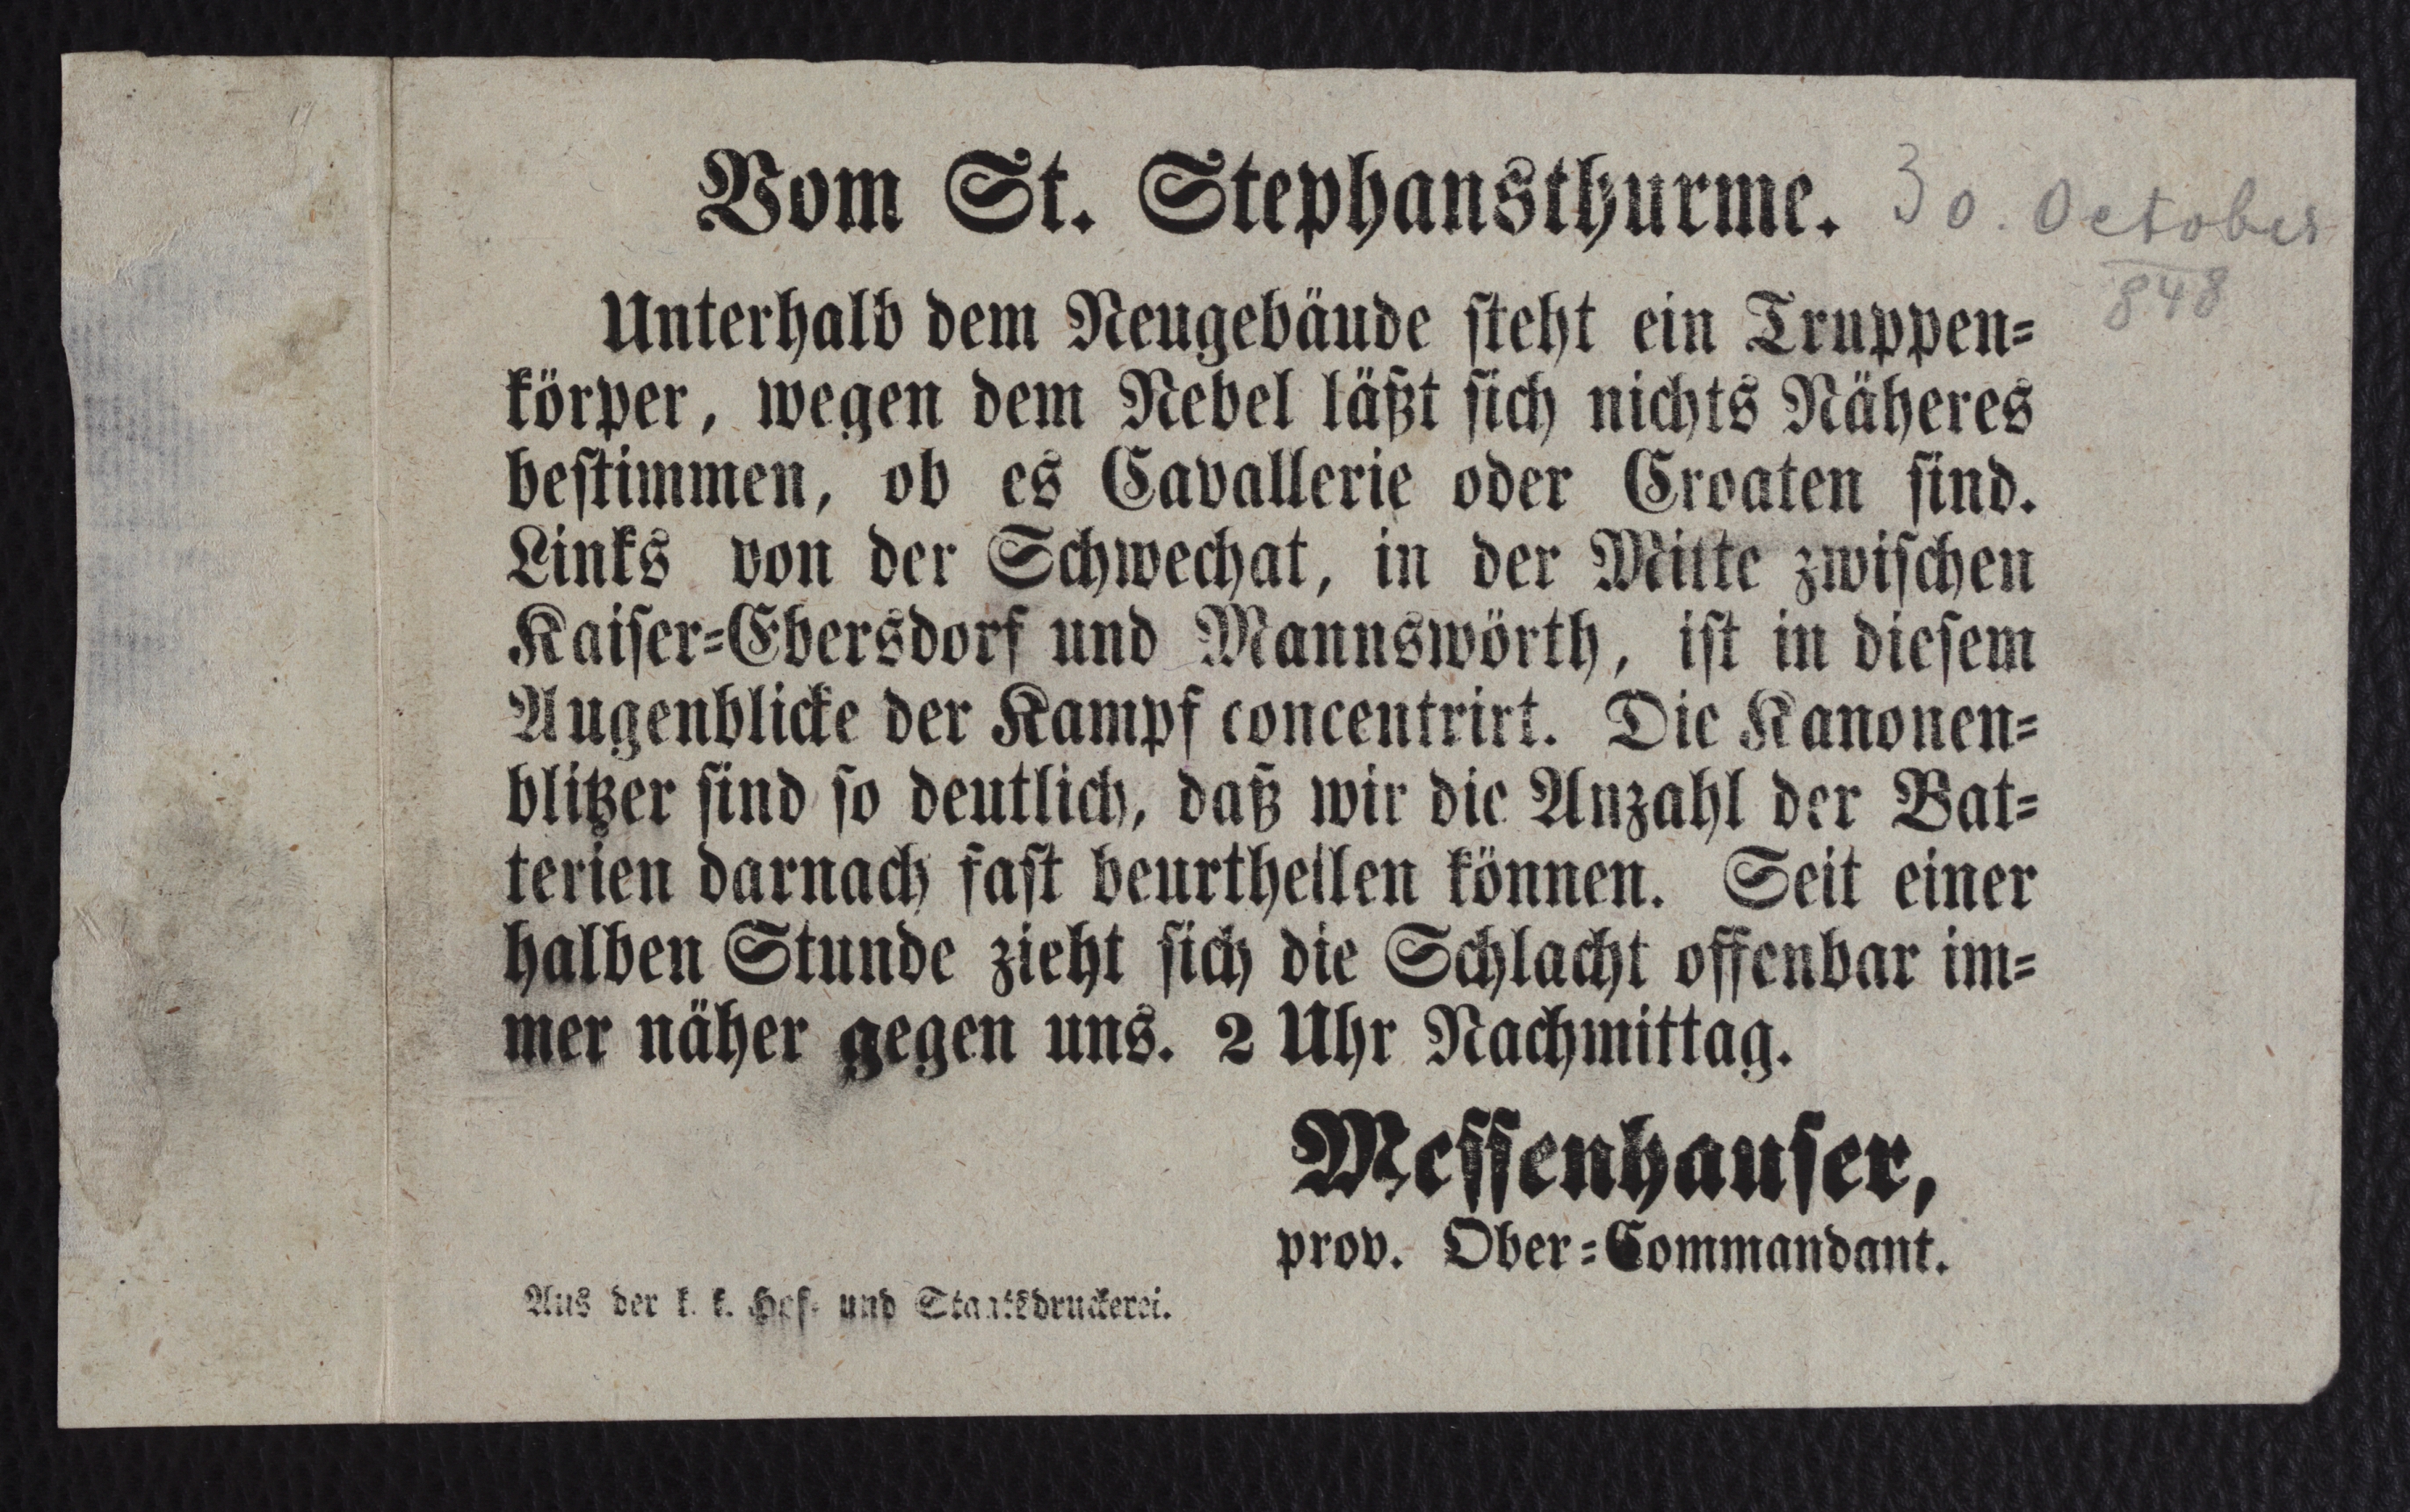 Vom St. Stephansthurme.
30. October
848
Unterhalb dem Neugebäude steht ein Truppen=
körper, wegen dem Nebel läßt sich nichts Näheres
bestimmen, ob es Cavallerie oder Croaten sind.
Links von der Schwechat, in der Mitte zwischen
Kaiser=Ebersdorf und Mannswörth, ist in diesem
Augenblicke der Kampf concentrirt. Die Kanonen=
blitzer sind so deutlich, daß wir die Anzahl der Bat=
terien darnach fast beurtheilen können. Seit einer
halben Stunde zieht sich die Schlacht offenbar im=
mer näher gegen uns. 2 Uhr Nachmittag.
Messenhauser,
prov. Ober=Commandant.
Aus der k. k. Hof= und Staatsdruckerei.